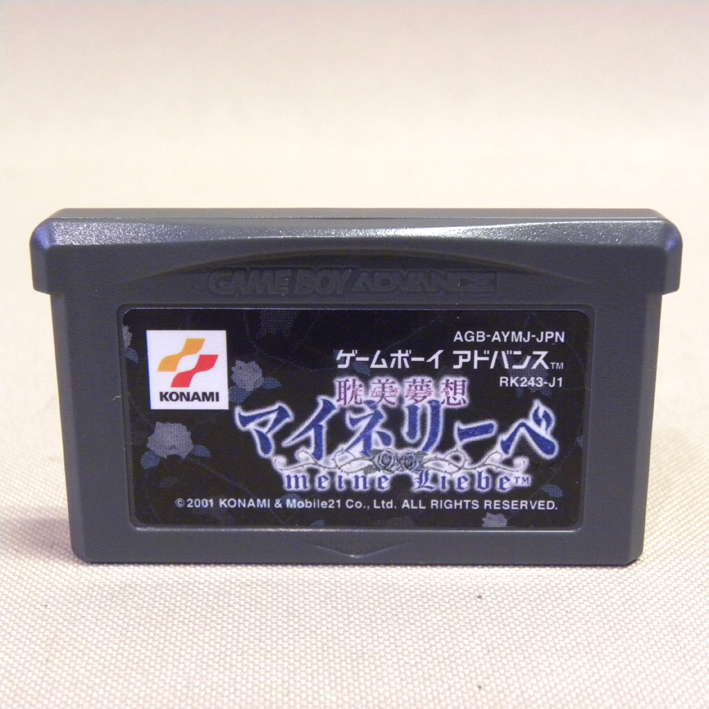 GAME BOY ADVANCE
KONAMI
AGB-AYMJ-JPN
ゲームボーイ アドバンス™
RK243-J1
耽美夢想
マイネリーベ
meine Liebe™
©2001 KONAMI & Mobile21 Co., Ltd. ALL RIGHTS RESERVED.